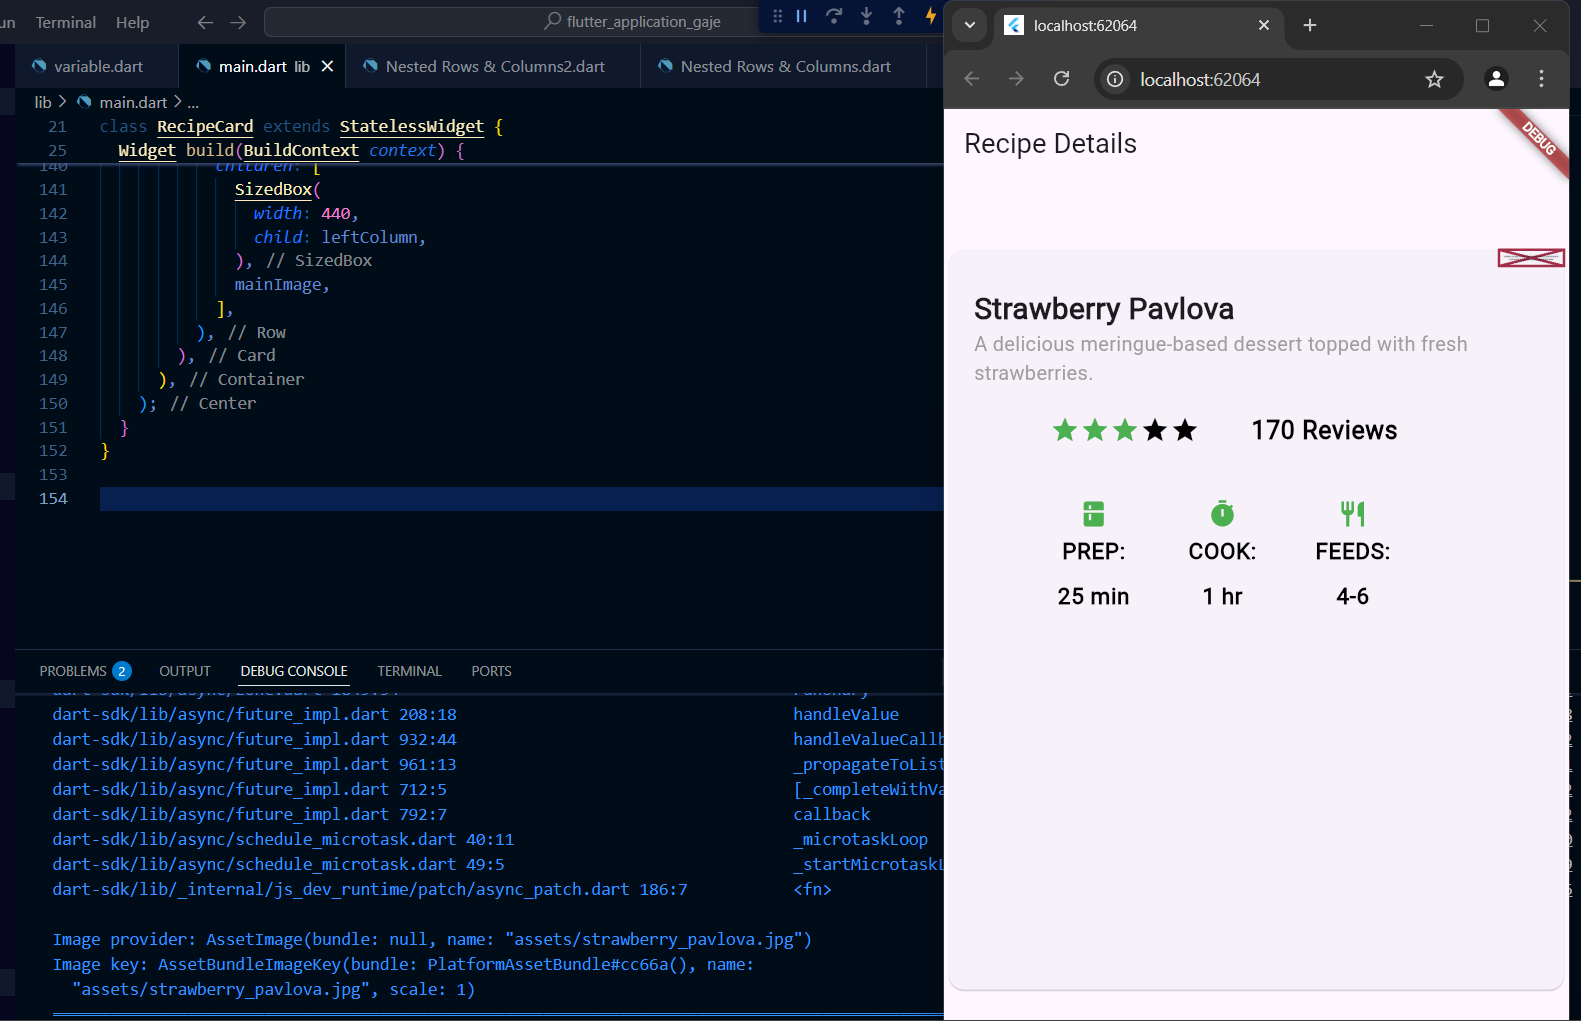 un Terminal Help
flutter_application_gaje
variable.dart
main.dart lib
Nested Rows & Columns2.dart
Nested Rows & Columns.dart
lib > main.dart > ...
21 class RecipeCard extends StatelessWidget {
25 Widget build(BuildContext context) {
140 children: [
141 SizedBox(
142 width: 440,
143 child: leftColumn,
144 ), // SizedBox
145 mainImage,
146 ],
147 ), // Row
148 ), // Card
149 ), // Container
150 ); // Center
151 }
152 }
153
154
PROBLEMS 2 OUTPUT DEBUG CONSOLE TERMINAL PORTS
dart-sdk/lib/async/future_impl.dart 208:18 handleValue
dart-sdk/lib/async/future_impl.dart 932:44 handleValueCallb
dart-sdk/lib/async/future_impl.dart 961:13 _propagateToList
dart-sdk/lib/async/future_impl.dart 712:5 [_completeWithVa
dart-sdk/lib/async/future_impl.dart 792:7 callback
dart-sdk/lib/async/schedule_microtask.dart 40:11 _microtaskLoop
dart-sdk/lib/async/schedule_microtask.dart 49:5 _startMicrotaskL
dart-sdk/lib/_internal/js_dev_runtime/patch/async_patch.dart 186:7 <fn>
Image provider: AssetImage(bundle: null, name: "assets/strawberry_pavlova.jpg")
Image key: AssetBundleImageKey(bundle: PlatformAssetBundle#cc66a(), name:
"assets/strawberry_pavlova.jpg", scale: 1)
localhost:62064
localhost:62064
Recipe Details
DEBUG
Strawberry Pavlova
A delicious meringue-based dessert topped with fresh
strawberries.
170 Reviews
PREP: COOK: FEEDS:
25 min 1 hr 4-6